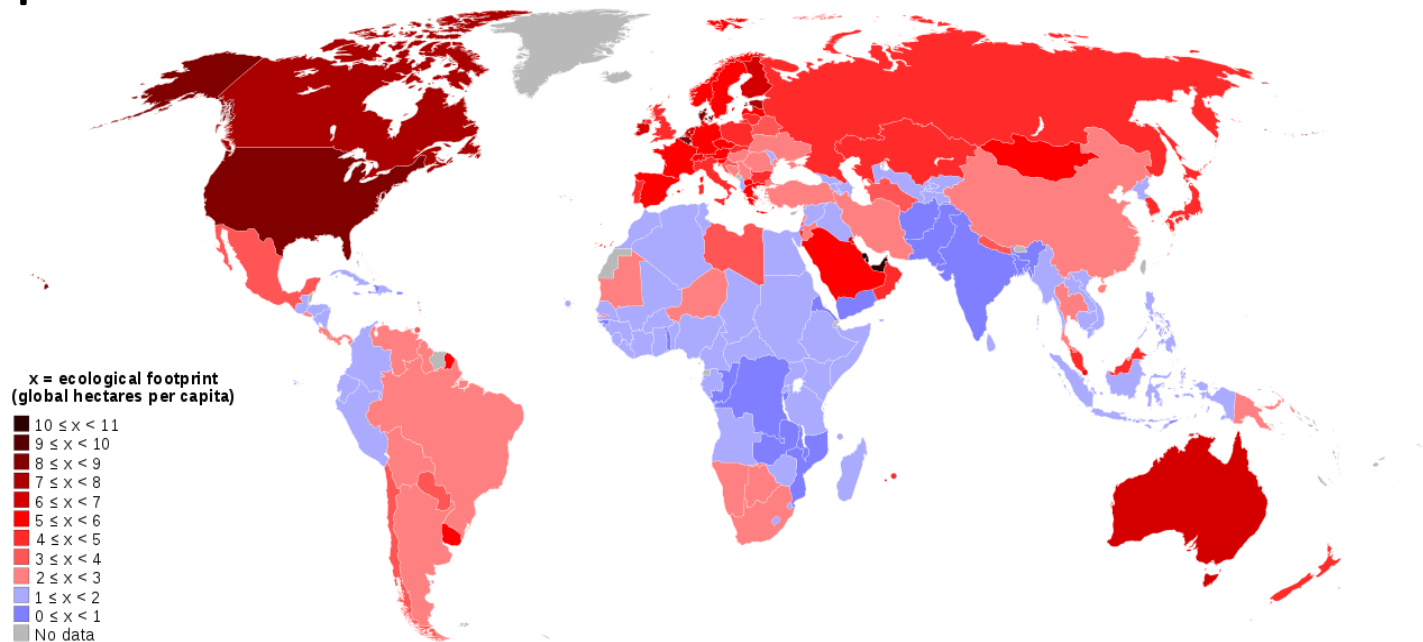 x = ecological footprint
(global hectares per capita)
10 ≤ x < 11
9 ≤ x < 10
8 ≤ x < 9
7 ≤ x < 8
6 ≤ x < 7
5 ≤ x < 6
4 ≤ x < 5
3 ≤ x < 4
2 ≤ x < 3
1 ≤ x < 2
0 ≤ x < 1
No data